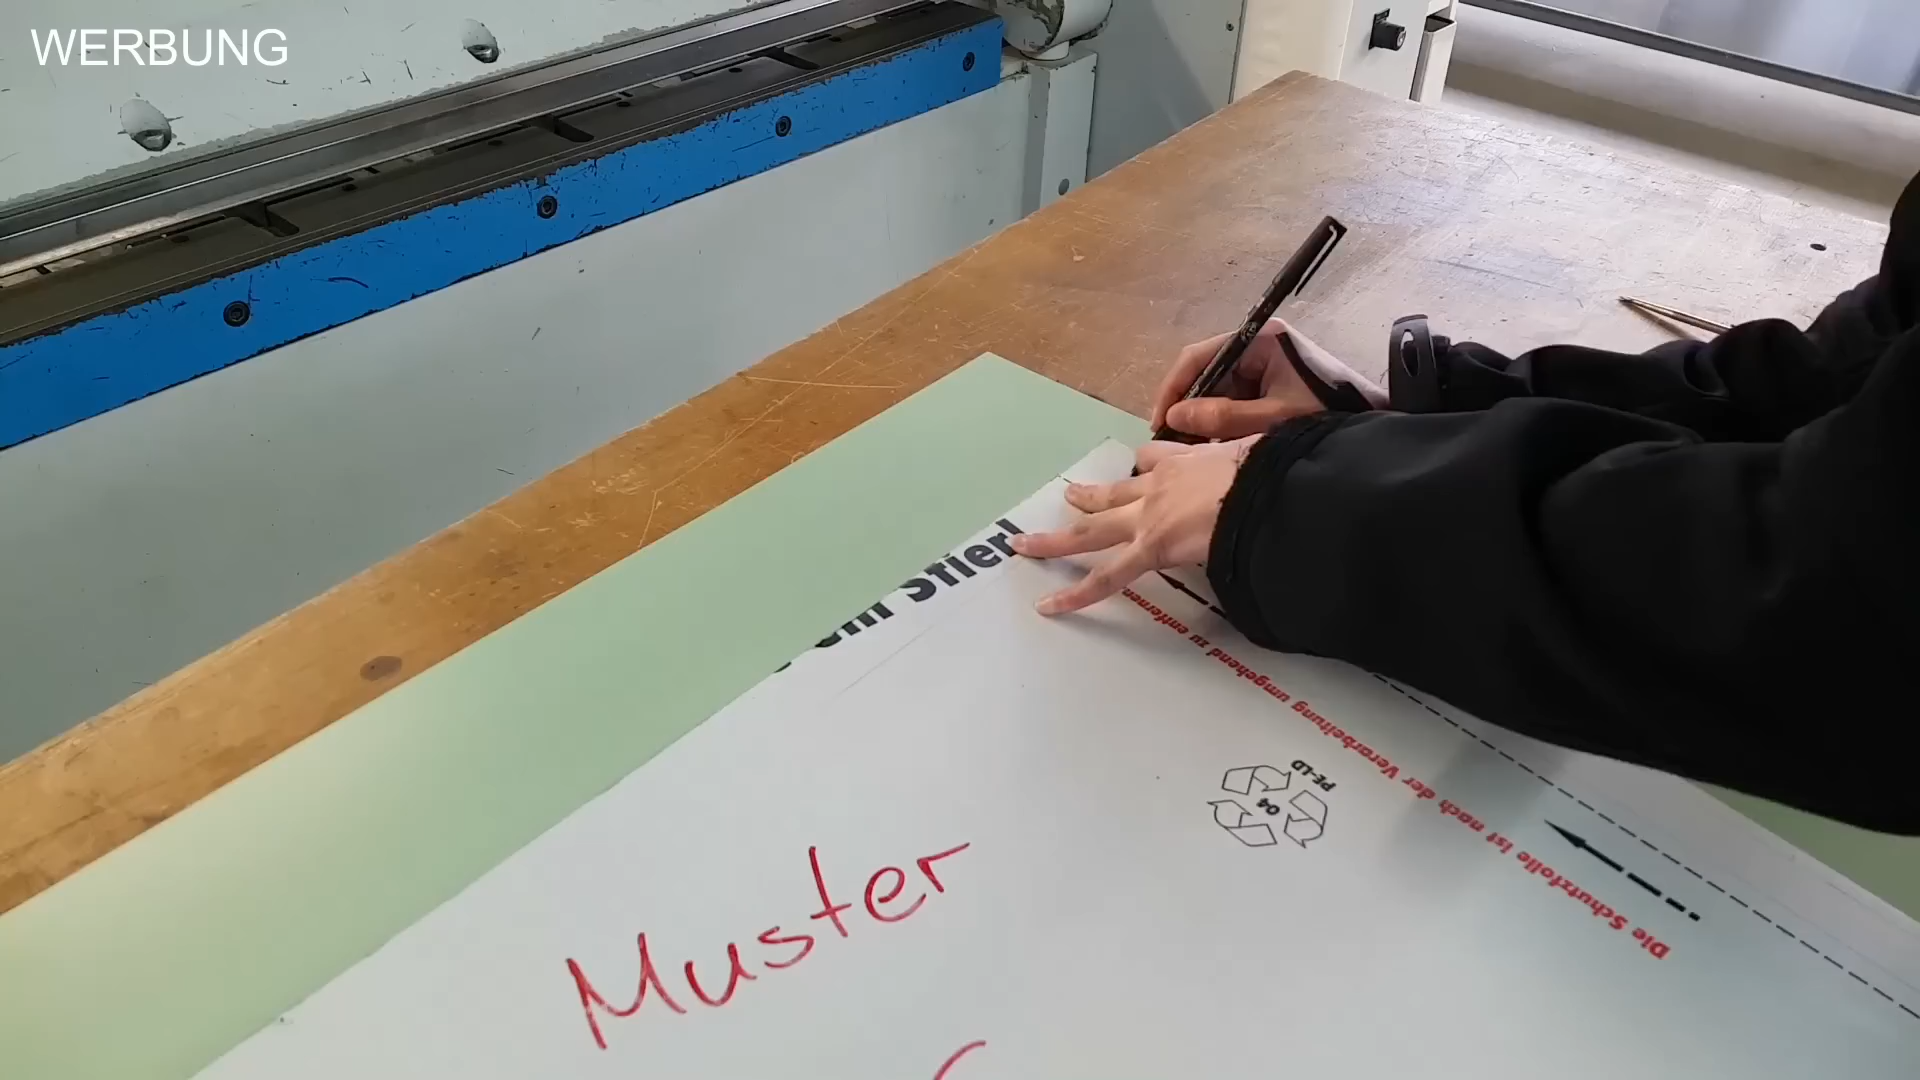 WERBUNG
Stier!
Die Schutzfolie ist nach der Verarbeitung umgehend zu entfernen.
04
PE-LD
Muster